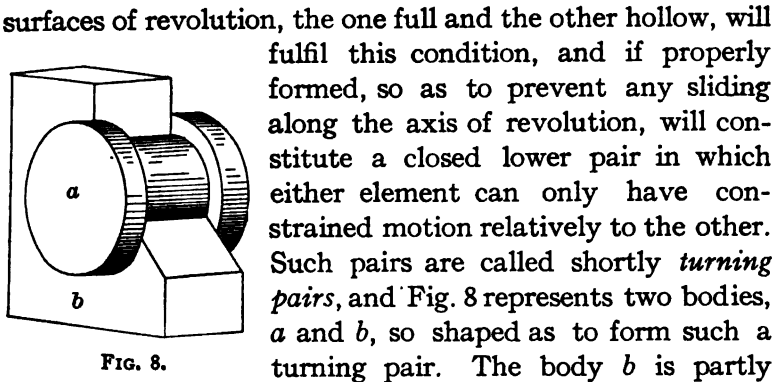 surfaces of revolution, the one full and the other hollow, will
fulfil this condition, and if properly
formed, so as to prevent any sliding
along the axis of revolution, will con-
stitute a closed lower pair in which
either element can only have con-
strained motion relatively to the other.
Such pairs are called shortly turning
pairs, and Fig. 8 represents two bodies,
a and b, so shaped as to form such a
turning pair. The body b is partly
a
b
FIG. 8.